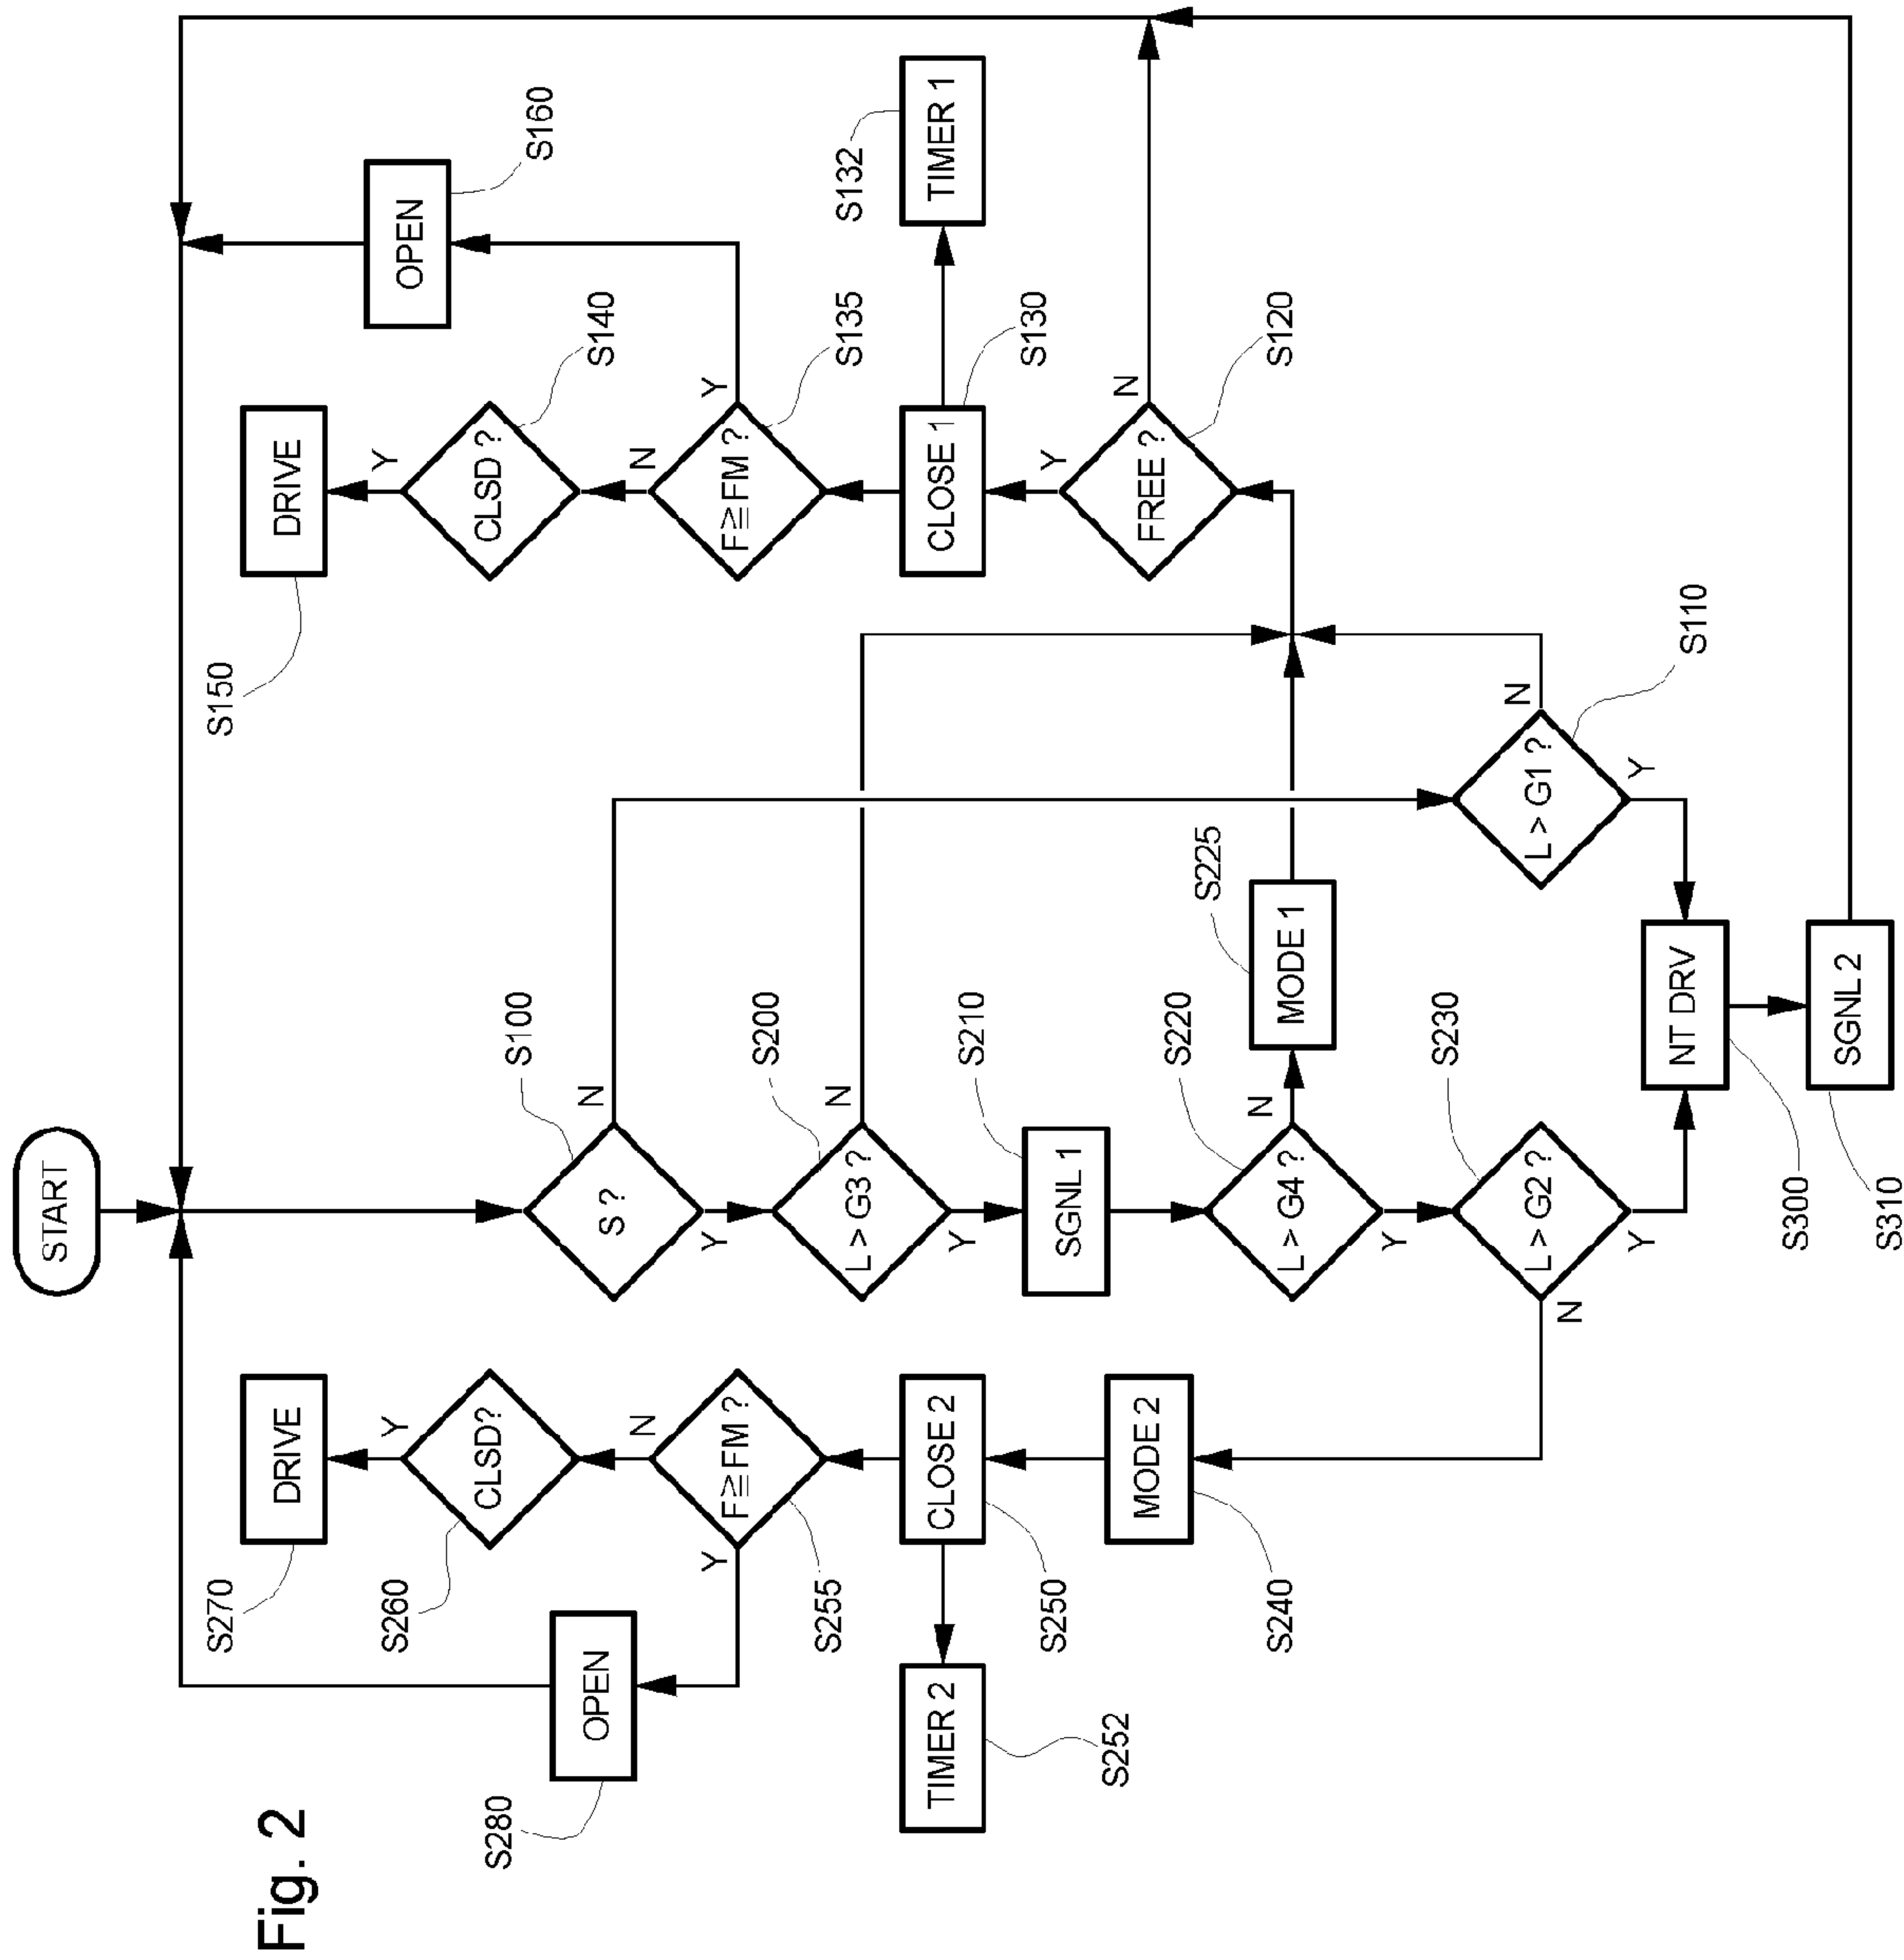 Fig. 2
START
S ?
S100
N
Y
L > G3 ?
S200
N
Y
SGNL 1
S210
L > G4 ?
S220
N
Y
MODE 1
S225
L > G2 ?
S230
N
Y
L > G1 ?
S110
N
Y
NT DRV
S300
SGNL 2
S310
MODE 2
S240
CLOSE 2
S250
TIMER 2
S252
F ≧ FM ?
S255
N
Y
CLSD?
S260
Y
DRIVE
S270
OPEN
S280
FREE ?
S120
N
Y
CLOSE 1
S130
TIMER 1
S132
F ≧ FM ?
S135
N
Y
CLSD ?
S140
Y
DRIVE
S150
OPEN
S160